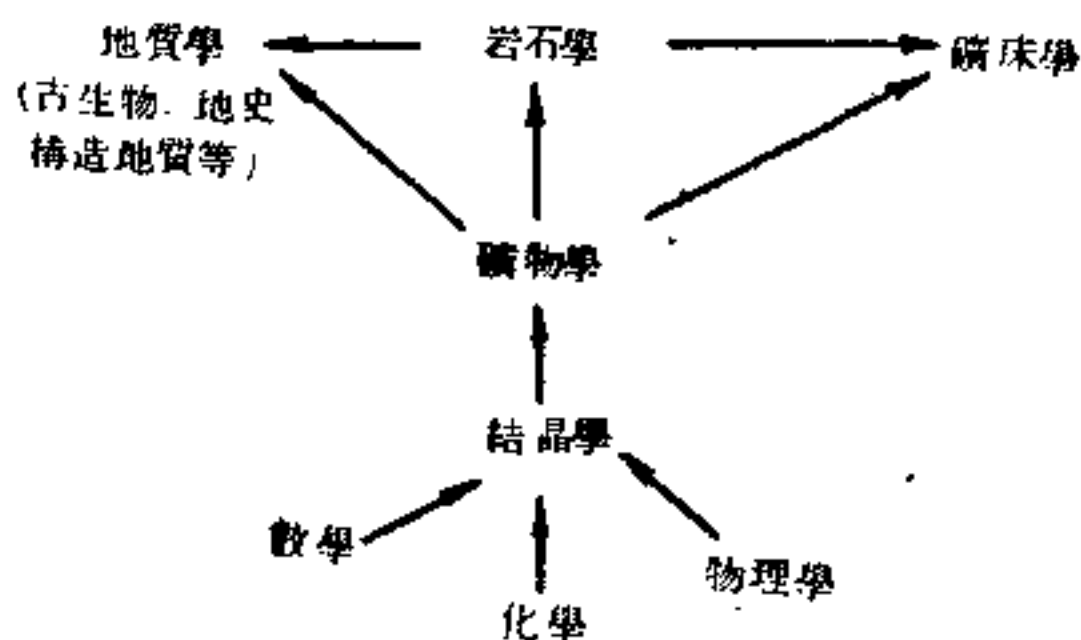 地質學 岩石學 礦床學
(古生物．地史
構造地質等)
礦物學
結晶學
數學
物理學
化學